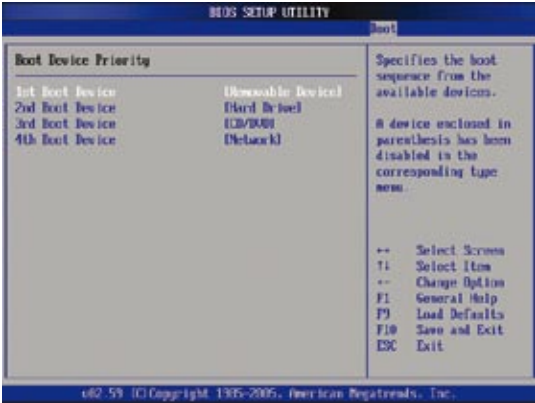 BIOS SETUP UTILITY
Boot
Boot Device Priority
1st Boot Device [Removable Device]
2nd Boot Device [Hard Drive]
3rd Boot Device [CD/DVD]
4th Boot Device [Network]
Specifies the boot
sequence from the
available devices.
A device enclosed in
parenthesis has been
disabled in the
corresponding type
menu.
↔ Select Screen
↑↓ Select Item
+- Change Option
F1 General Help
F9 Load Defaults
F10 Save and Exit
ESC Exit
v02.59 (C)Copyright 1985-2005, American Megatrends, Inc.